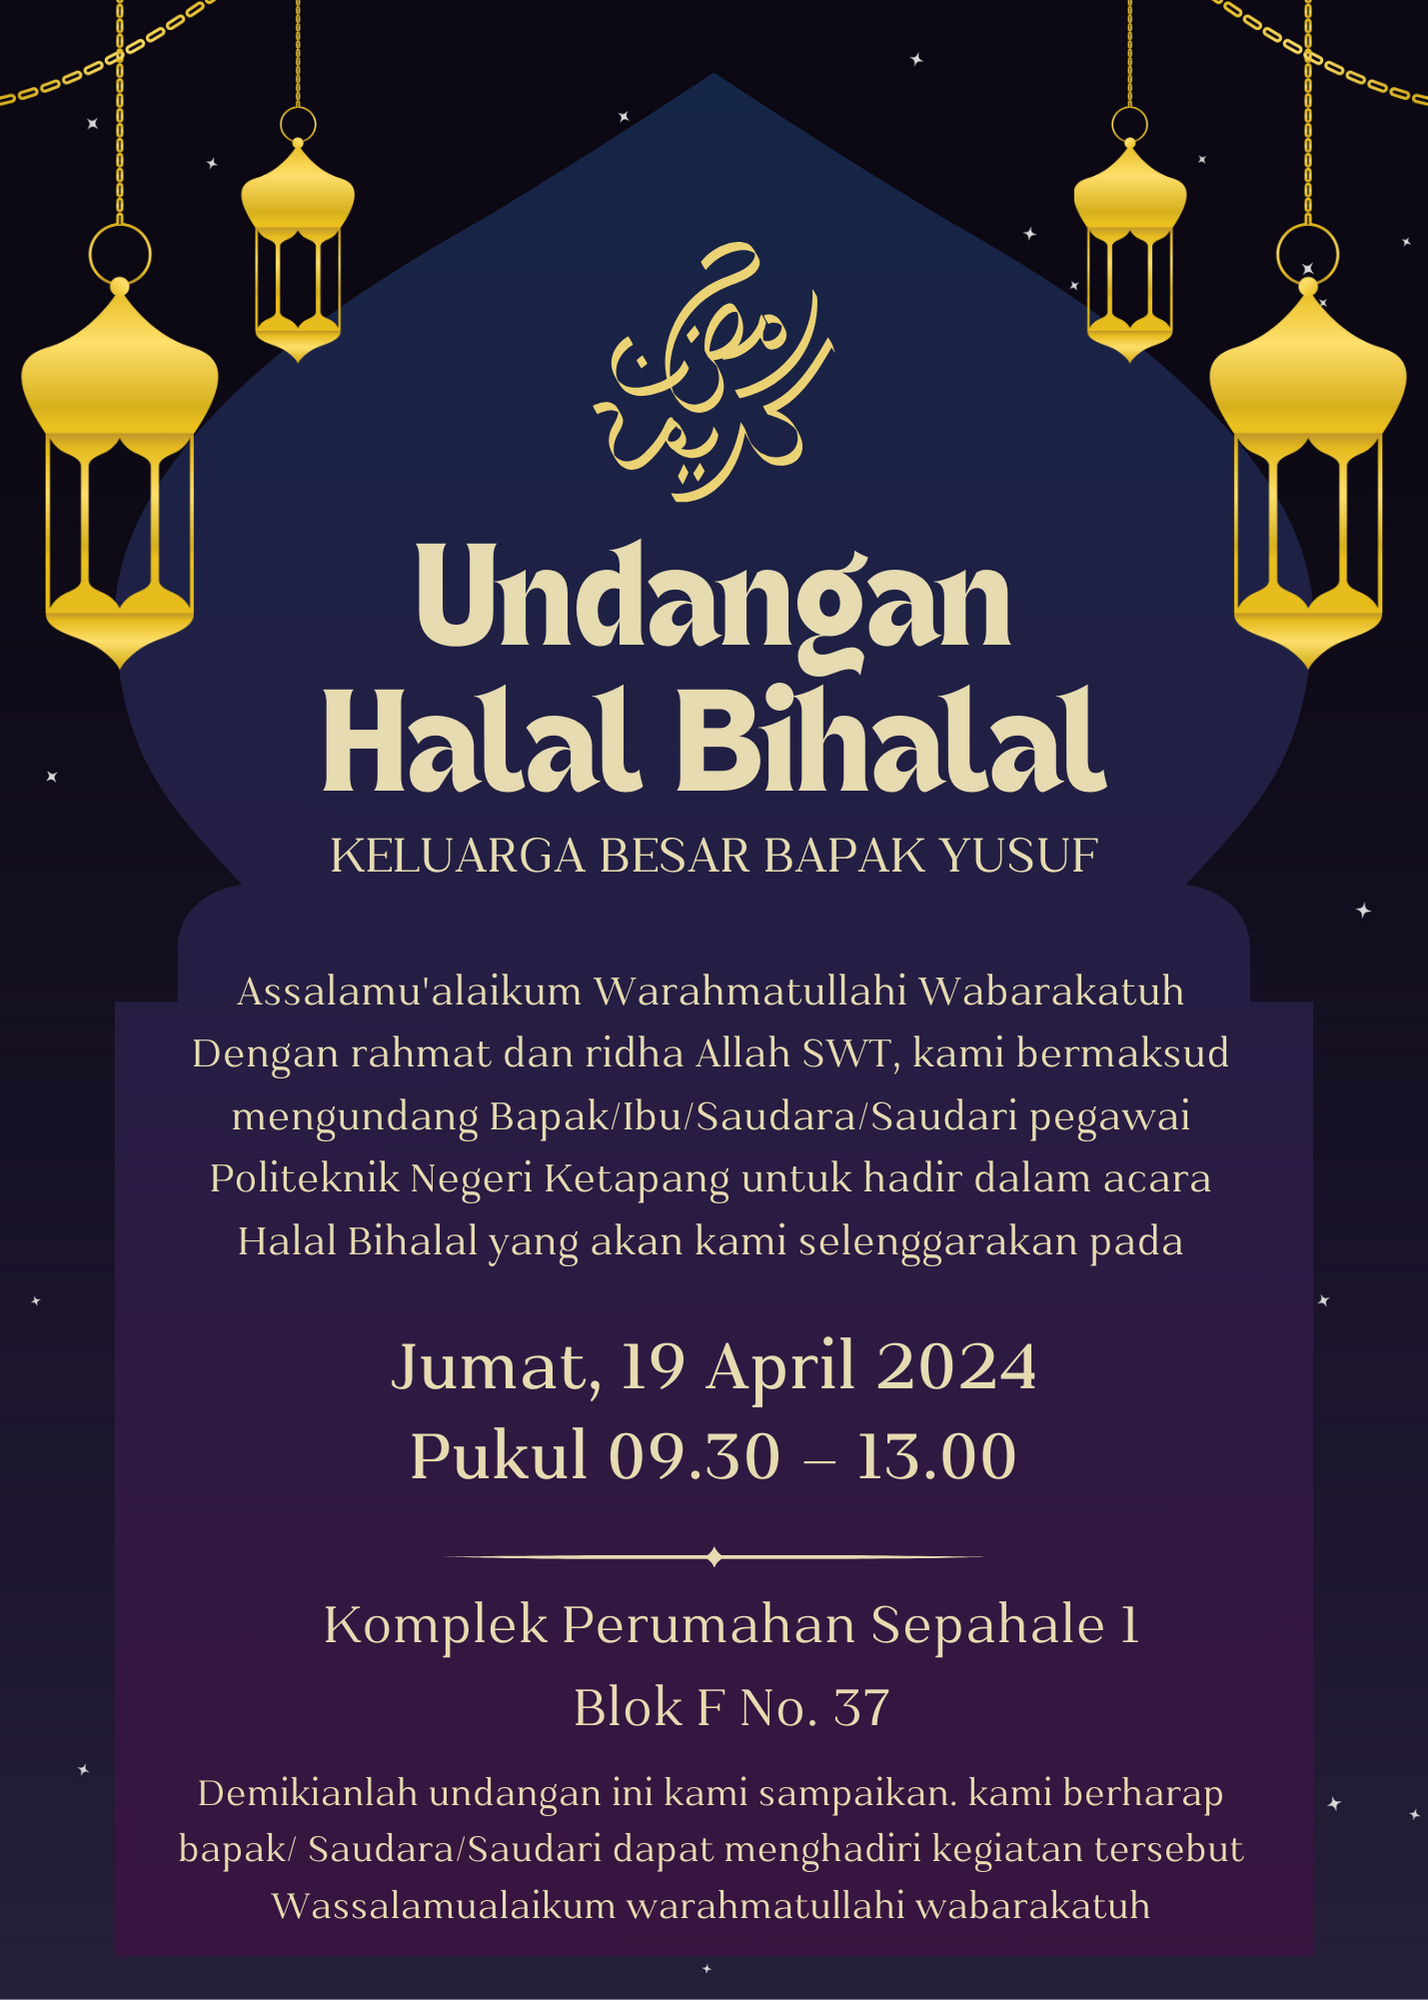 رمضان
كريم
Undangan
Halal Bihalal
KELUARGA BESAR BAPAK YUSUF
Assalamu'alaikum Warahmatullahi Wabarakatuh
Dengan rahmat dan ridha Allah SWT, kami bermaksud
mengundang Bapak/Ibu/Saudara/Saudari pegawai
Politeknik Negeri Ketapang untuk hadir dalam acara
Halal Bihalal yang akan kami selenggarakan pada
Jumat, 19 April 2024
Pukul 09.30 – 13.00
Komplek Perumahan Sepahale 1
Blok F No. 37
Demikianlah undangan ini kami sampaikan. kami berharap
bapak/ Saudara/Saudari dapat menghadiri kegiatan tersebut
Wassalamualaikum warahmatullahi wabarakatuh